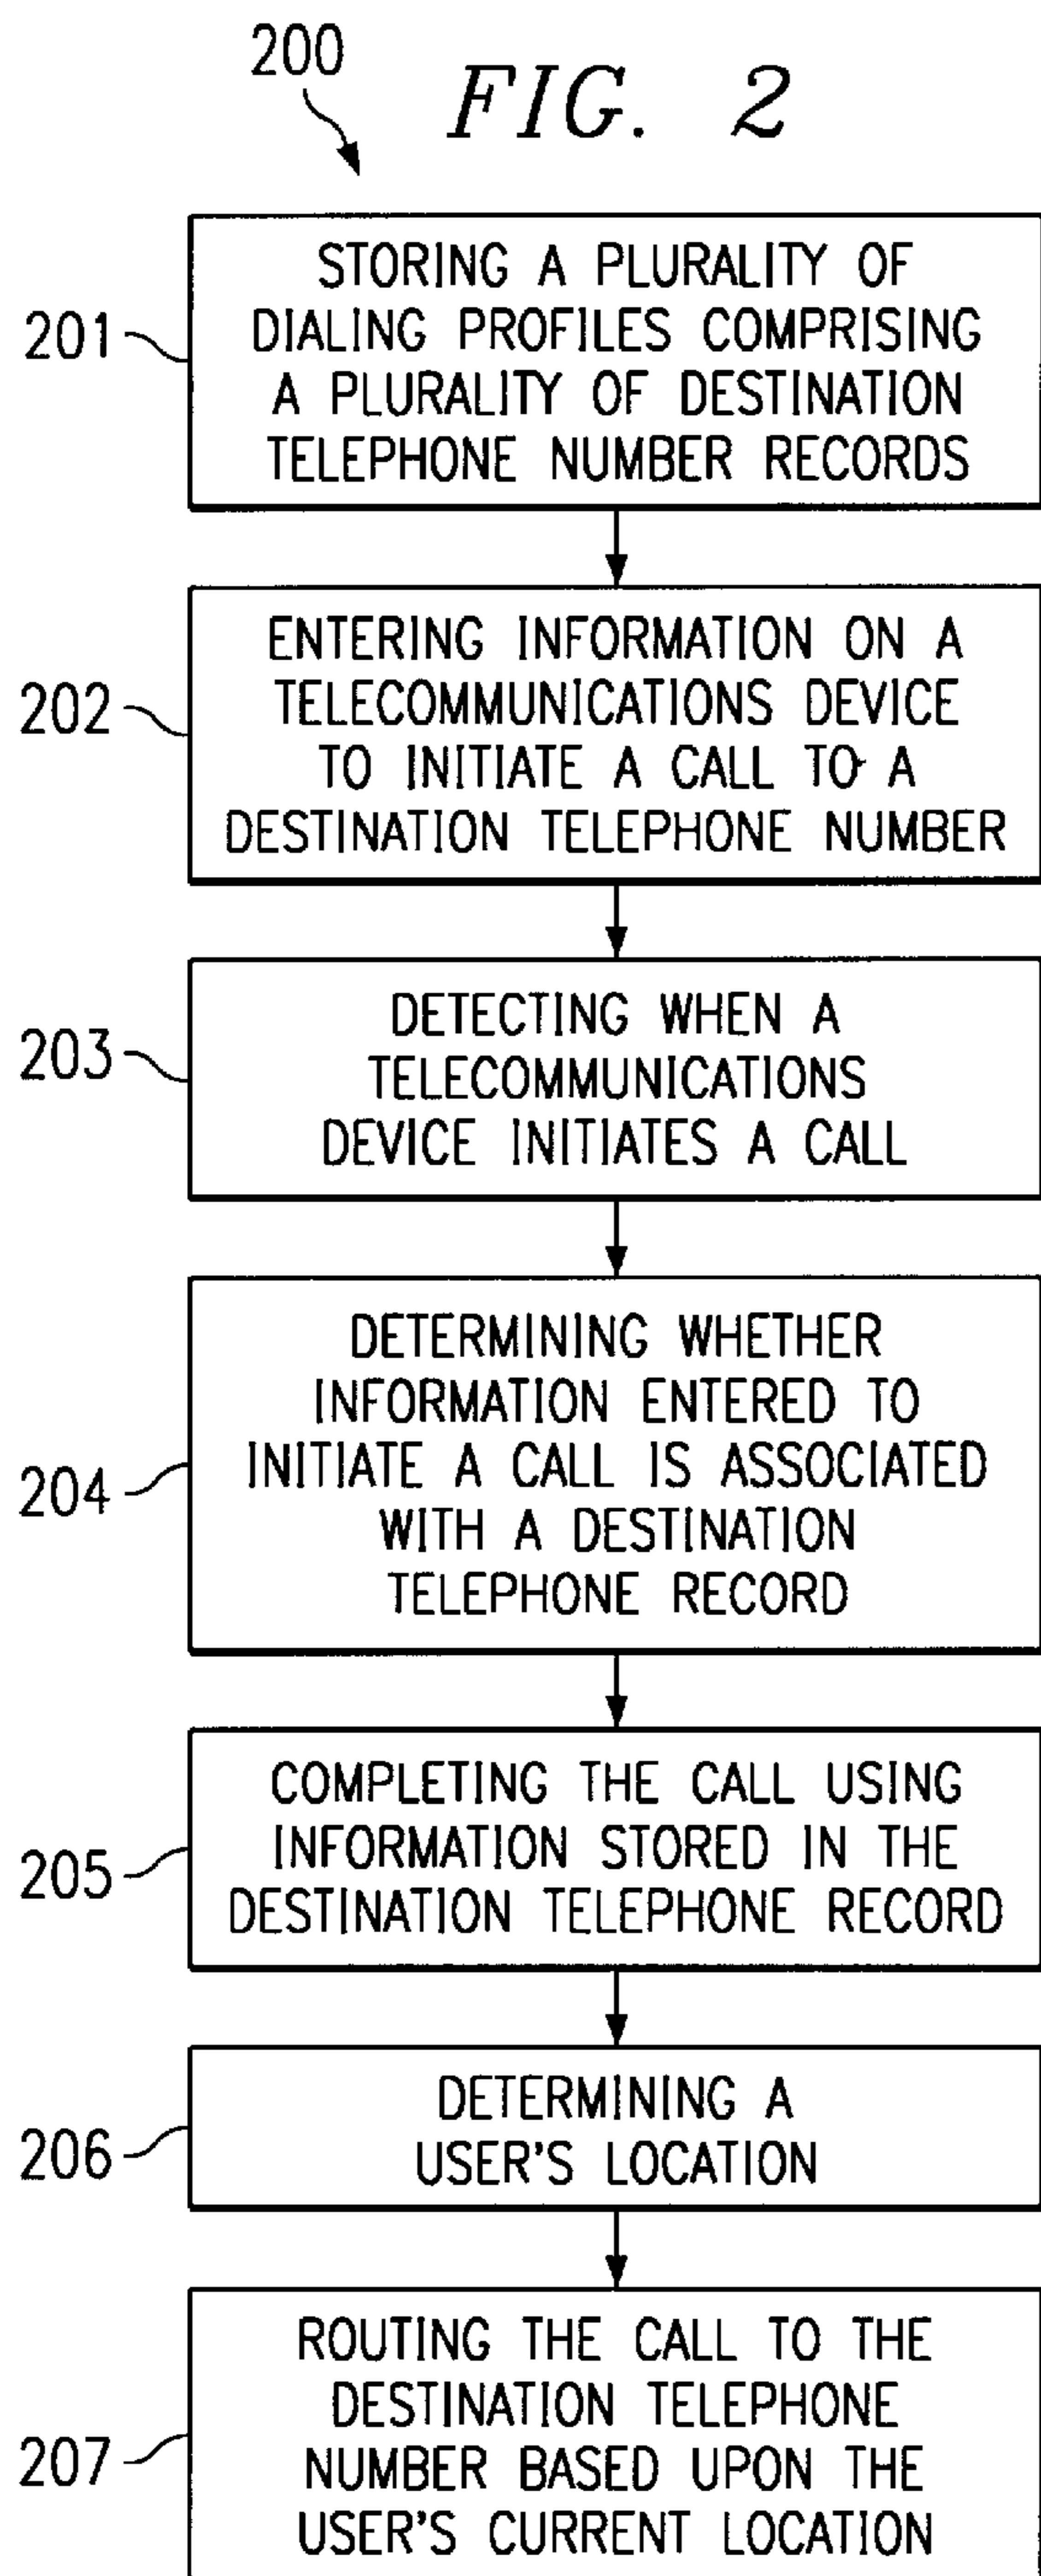 200
FIG. 2
STORING A PLURALITY OF
DIALING PROFILES COMPRISING
A PLURALITY OF DESTINATION
TELEPHONE NUMBER RECORDS
201
ENTERING INFORMATION ON A
TELECOMMUNICATIONS DEVICE
TO INITIATE A CALL TO A
DESTINATION TELEPHONE NUMBER
202
DETECTING WHEN A
TELECOMMUNICATIONS
DEVICE INITIATES A CALL
203
DETERMINING WHETHER
INFORMATION ENTERED TO
INITIATE A CALL IS ASSOCIATED
WITH A DESTINATION
TELEPHONE RECORD
204
COMPLETING THE CALL USING
INFORMATION STORED IN THE
DESTINATION TELEPHONE RECORD
205
DETERMINING A
USER'S LOCATION
206
ROUTING THE CALL TO THE
DESTINATION TELEPHONE
NUMBER BASED UPON THE
USER'S CURRENT LOCATION
207